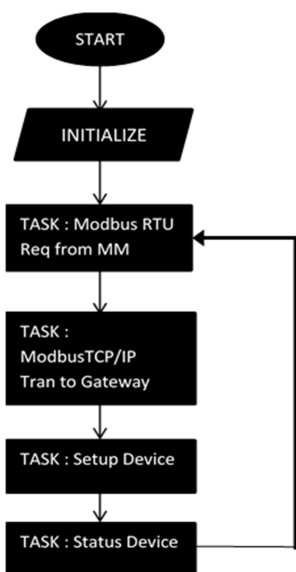 START
INITIALIZE
TASK : Modbus RTU
Req from MM
TASK :
ModbusTCP/IP
Tran to Gateway
TASK : Setup Device
TASK : Status Device